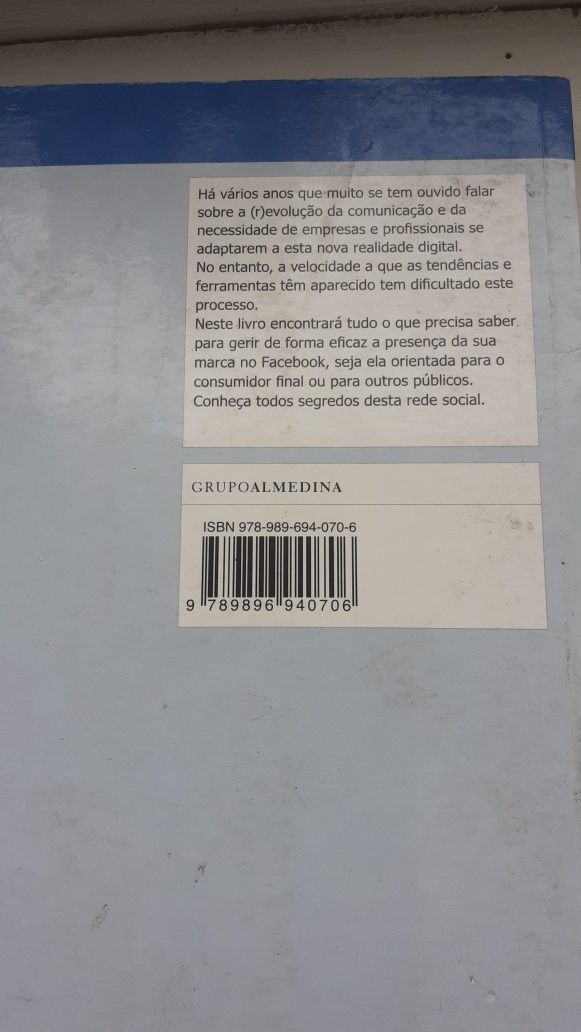 Há vários anos que muito se tem ouvido falar
sobre a (r)evolução da comunicação e da
necessidade de empresas e profissionais se
adaptarem a esta nova realidade digital.
No entanto, a velocidade a que as tendências e
ferramentas têm aparecido tem dificultado este
processo.
Neste livro encontrará tudo o que precisa saber
para gerir de forma eficaz a presença da sua
marca no Facebook, seja ela orientada para o
consumidor final ou para outros públicos.
Conheça todos segredos desta rede social.
GRUPOALMEDINA
ISBN 978-989-694-070-6
9 789896 940706